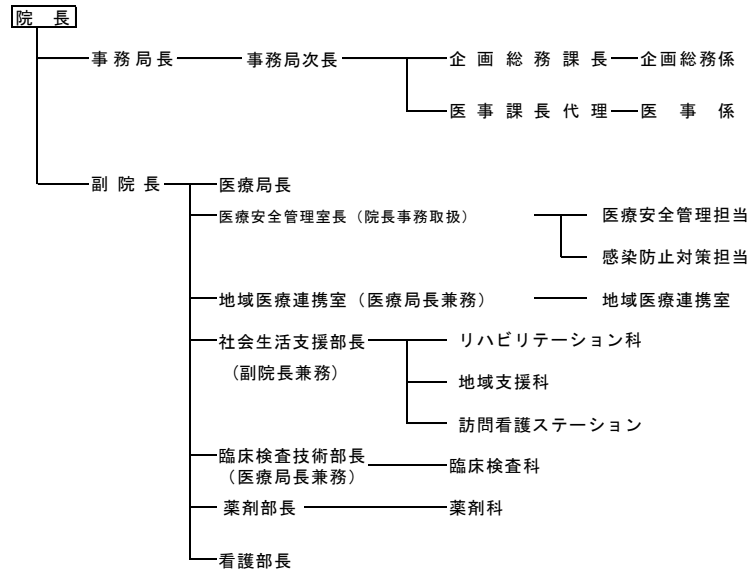 院長
事務局長 事務局次長 企画総務課長 企画総務係
医事課長代理 医事係
副院長 医療局長
医療安全管理室長（院長事務取扱） 医療安全管理担当
感染防止対策担当
地域医療連携室（医療局長兼務） 地域医療連携室
社会生活支援部長 リハビリテーション科
（副院長兼務）
地域支援科
訪問看護ステーション
臨床検査技術部長
（医療局長兼務） 臨床検査科
薬剤部長 薬剤科
看護部長